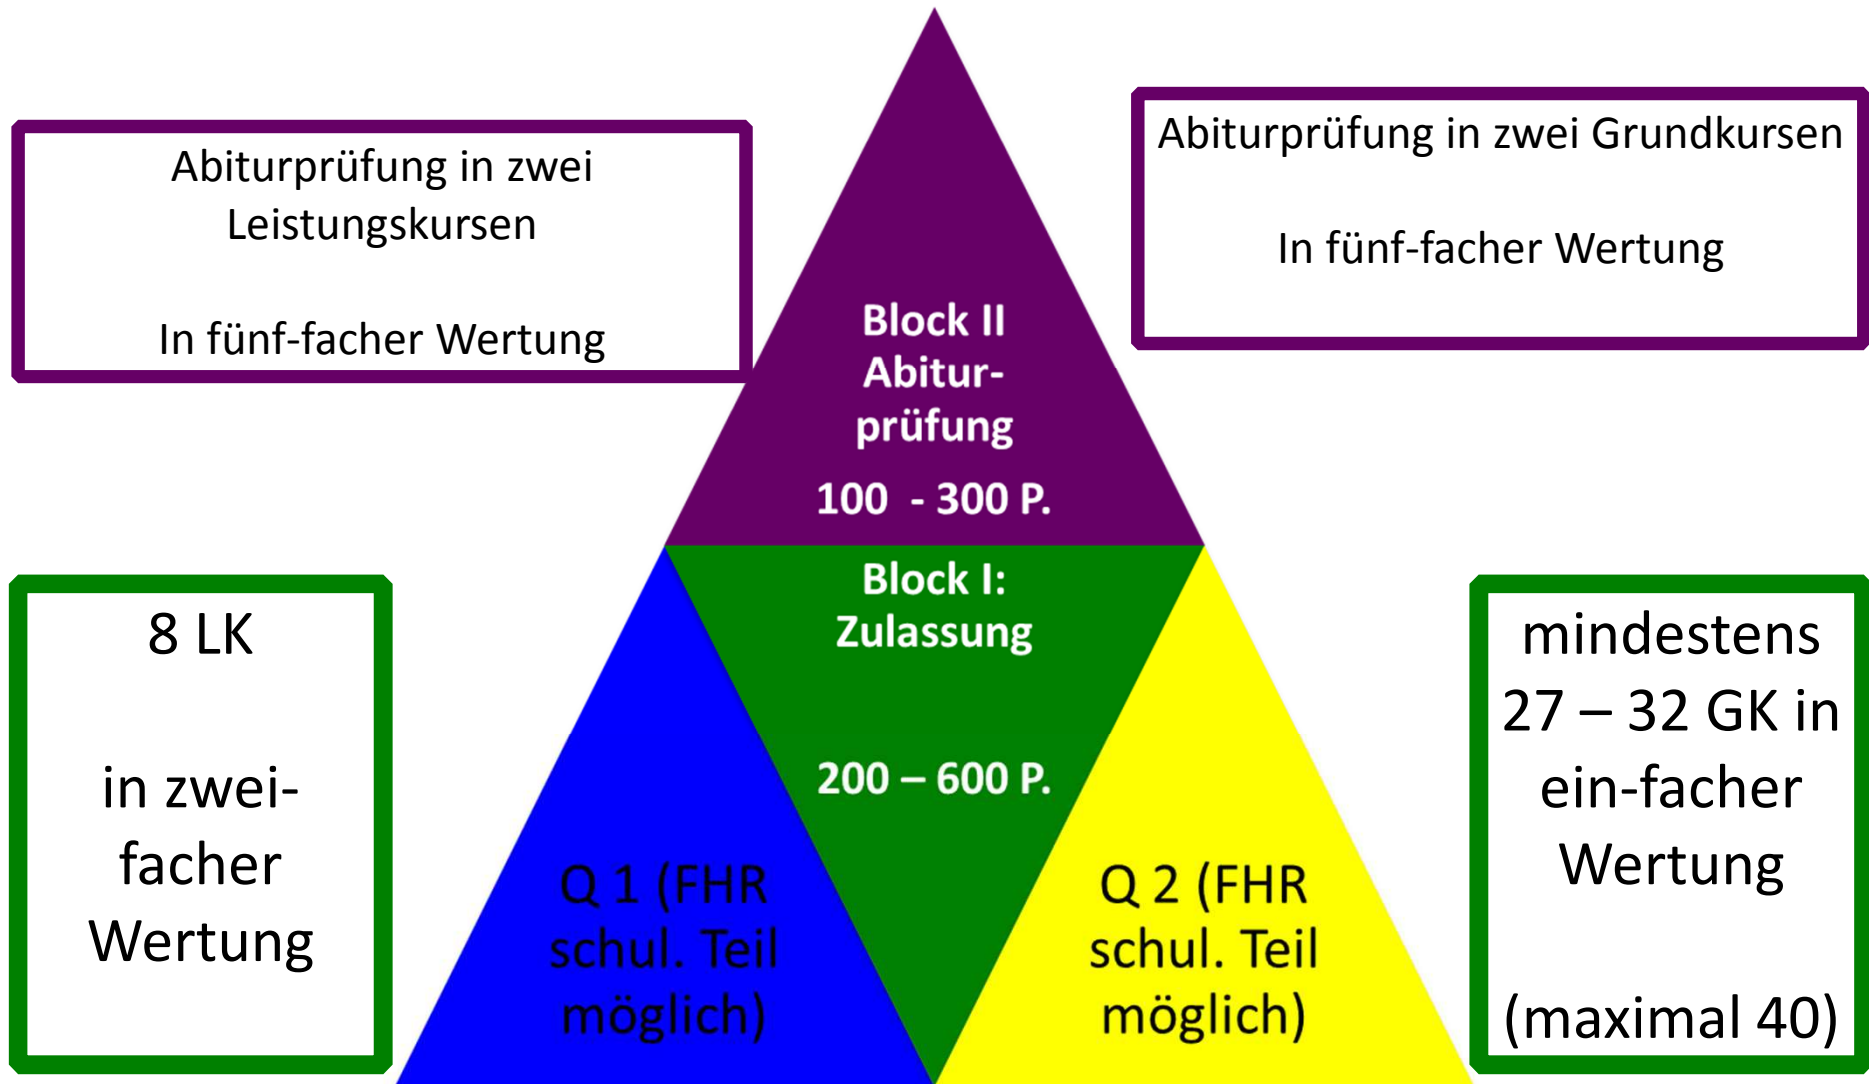 Abiturprüfung in zwei
Leistungskursen
In fünf-facher Wertung
Abiturprüfung in zwei Grundkursen
In fünf-facher Wertung
Block II
Abitur-
prüfung
100 - 300 P.
Block I:
Zulassung
200 – 600 P.
8 LK
in zwei-
facher
Wertung
Q 1 (FHR
schul. Teil
möglich)
Q 2 (FHR
schul. Teil
möglich)
mindestens
27 – 32 GK in
ein-facher
Wertung
(maximal 40)